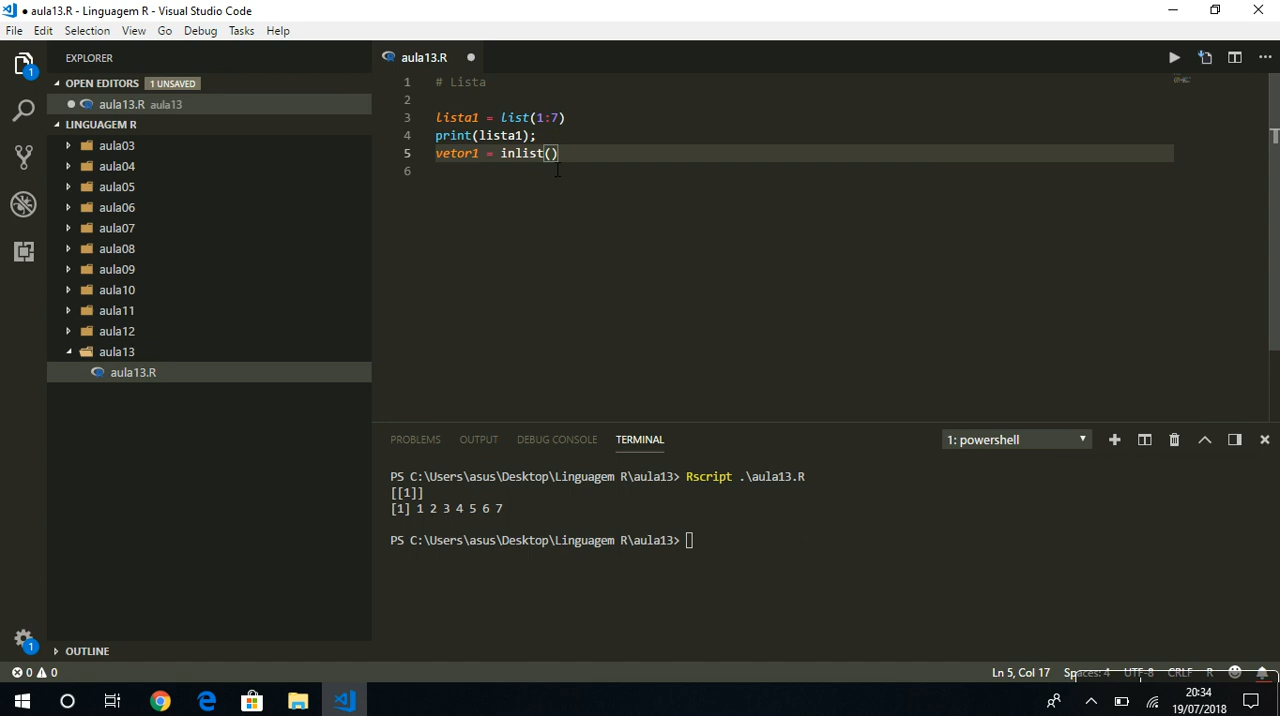 aula13.R - Linguagem R - Visual Studio Code
File Edit Selection View Go Debug Tasks Help
EXPLORER
OPEN EDITORS 1 UNSAVED
aula13.R aula13
LINGUAGEM R
aula03
aula04
aula05
aula06
aula07
aula08
aula09
aula10
aula11
aula12
aula13
aula13.R
OUTLINE
1
1
aula13.R
1 # Lista
2
3 lista1 = list(1:7)
4 print(lista1);
5 vetor1 = inlist()
6
PROBLEMS OUTPUT DEBUG CONSOLE TERMINAL 1: powershell
PS C:\Users\asus\Desktop\Linguagem R\aula13> Rscript .\aula13.R
[[1]]
[1] 1 2 3 4 5 6 7
PS C:\Users\asus\Desktop\Linguagem R\aula13>
0 0 Ln 5, Col 17 Spaces: 4 UTF-8 CRLF R
20:34
19/07/2018